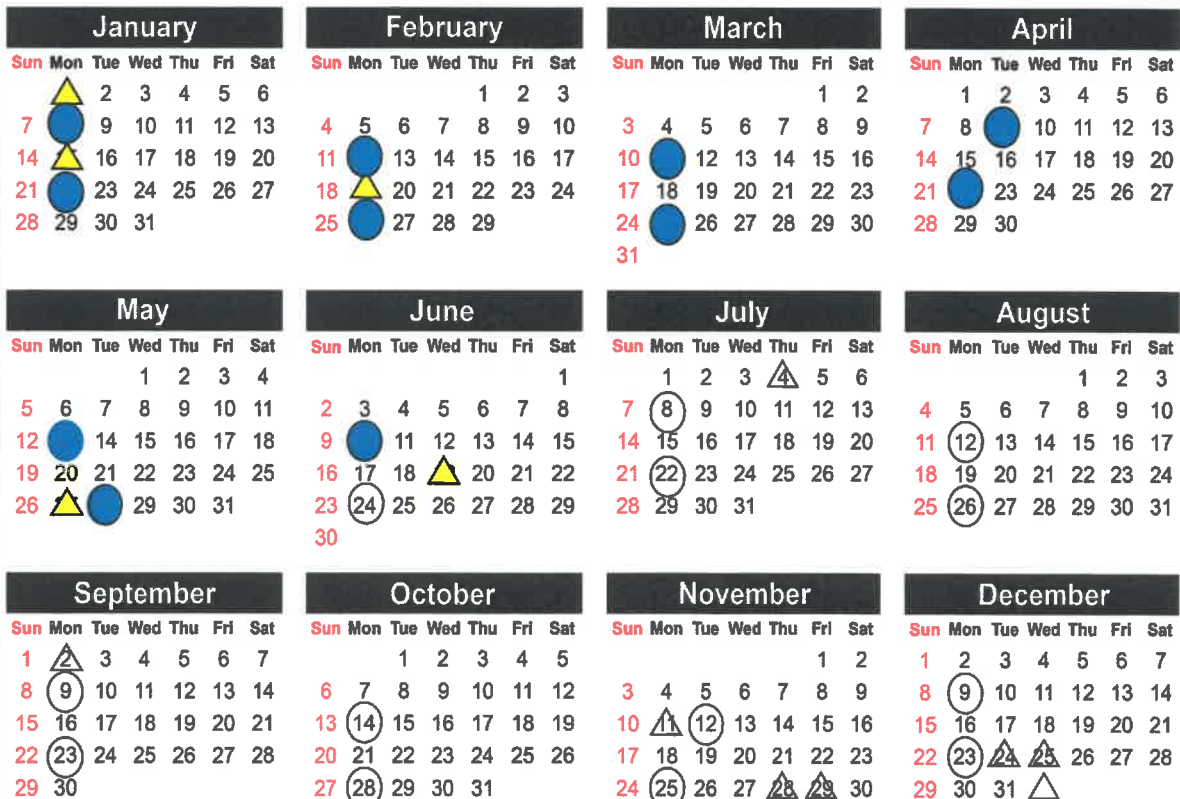 January
Sun Mon Tue Wed Thu Fri Sat
2 3 4 5 6
7 9 10 11 12 13
14 16 17 18 19 20
21 23 24 25 26 27
28 29 30 31
February
Sun Mon Tue Wed Thu Fri Sat
1 2 3
4 5 6 7 8 9 10
11 13 14 15 16 17
18 20 21 22 23 24
25 27 28 29
March
Sun Mon Tue Wed Thu Fri Sat
1 2
3 4 5 6 7 8 9
10 12 13 14 15 16
17 18 19 20 21 22 23
24 26 27 28 29 30
31
April
Sun Mon Tue Wed Thu Fri Sat
1 2 3 4 5 6
7 8 10 11 12 13
14 15 16 17 18 19 20
21 23 24 25 26 27
28 29 30
May
Sun Mon Tue Wed Thu Fri Sat
1 2 3 4
5 6 7 8 9 10 11
12 14 15 16 17 18
19 20 21 22 23 24 25
26 29 30 31
June
Sun Mon Tue Wed Thu Fri Sat
1
2 3 4 5 6 7 8
9 11 12 13 14 15
16 17 18 20 21 22
23 24 25 26 27 28 29
30
July
Sun Mon Tue Wed Thu Fri Sat
1 2 3 4 5 6
7 8 9 10 11 12 13
14 15 16 17 18 19 20
21 22 23 24 25 26 27
28 29 30 31
August
Sun Mon Tue Wed Thu Fri Sat
1 2 3
4 5 6 7 8 9 10
11 12 13 14 15 16 17
18 19 20 21 22 23 24
25 26 27 28 29 30 31
September
Sun Mon Tue Wed Thu Fri Sat
1 2 3 4 5 6 7
8 9 10 11 12 13 14
15 16 17 18 19 20 21
22 23 24 25 26 27 28
29 30
October
Sun Mon Tue Wed Thu Fri Sat
1 2 3 4 5
6 7 8 9 10 11 12
13 14 15 16 17 18 19
20 21 22 23 24 25 26
27 28 29 30 31
November
Sun Mon Tue Wed Thu Fri Sat
1 2
3 4 5 6 7 8 9
10 11 12 13 14 15 16
17 18 19 20 21 22 23
24 25 26 27 28 29 30
December
Sun Mon Tue Wed Thu Fri Sat
1 2 3 4 5 6 7
8 9 10 11 12 13 14
15 16 17 18 19 20 21
22 23 24 25 26 27 28
29 30 31